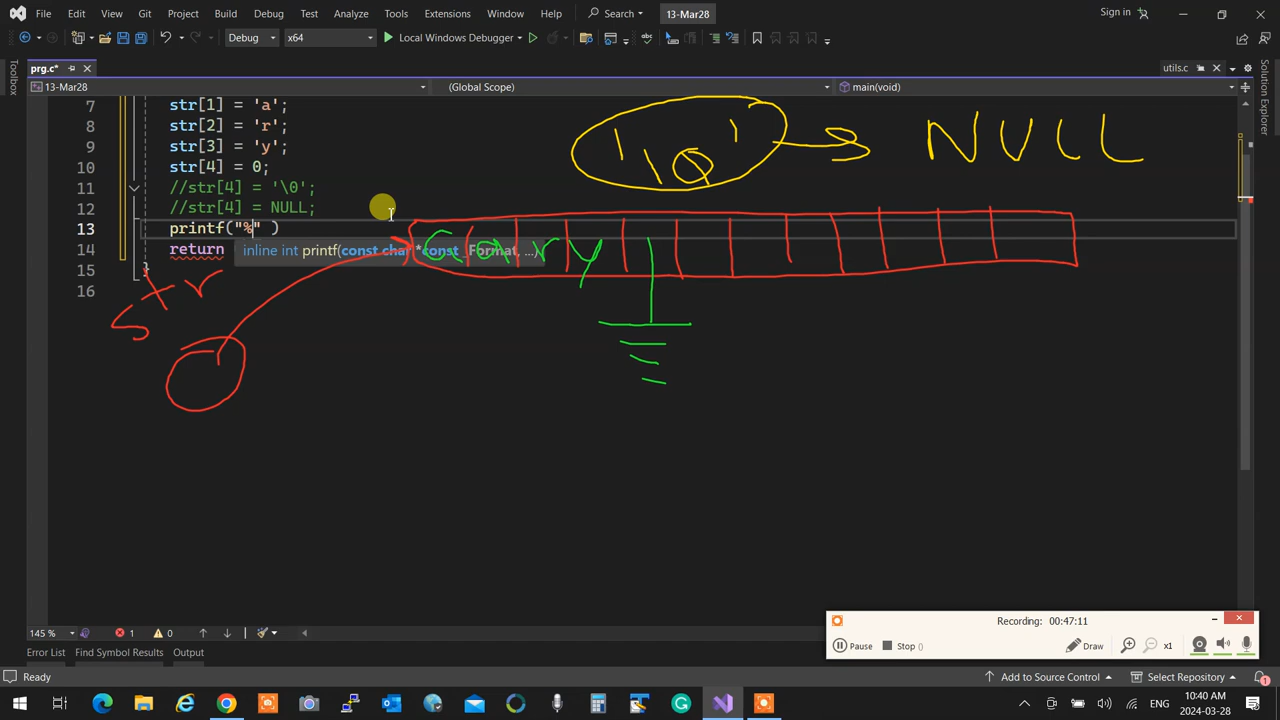 File Edit View Git Project Build Debug Test Analyze Tools Extensions Window Help Search 13-Mar28 Sign in
Debug x64 Local Windows Debugger
Toolbox
prg.c* utils.c
13-Mar28 (Global Scope) main(void)
Solution Explorer
7 str[1] = 'a';
8 str[2] = 'r';
9 str[3] = 'y';
10 str[4] = 0;
11 //str[4] = '\0';
12 //str[4] = NULL;
13 printf("%" )
14 return
inline int printf(const char *const _Format, ...)
15 }
16
'\0' NULL
a r y
str
145 % 1 0
Error List Find Symbol Results Output
Recording: 00:47:11
Pause Stop () Draw x1
Ready Add to Source Control Select Repository 1
ENG 10:40 AM
2024-03-28